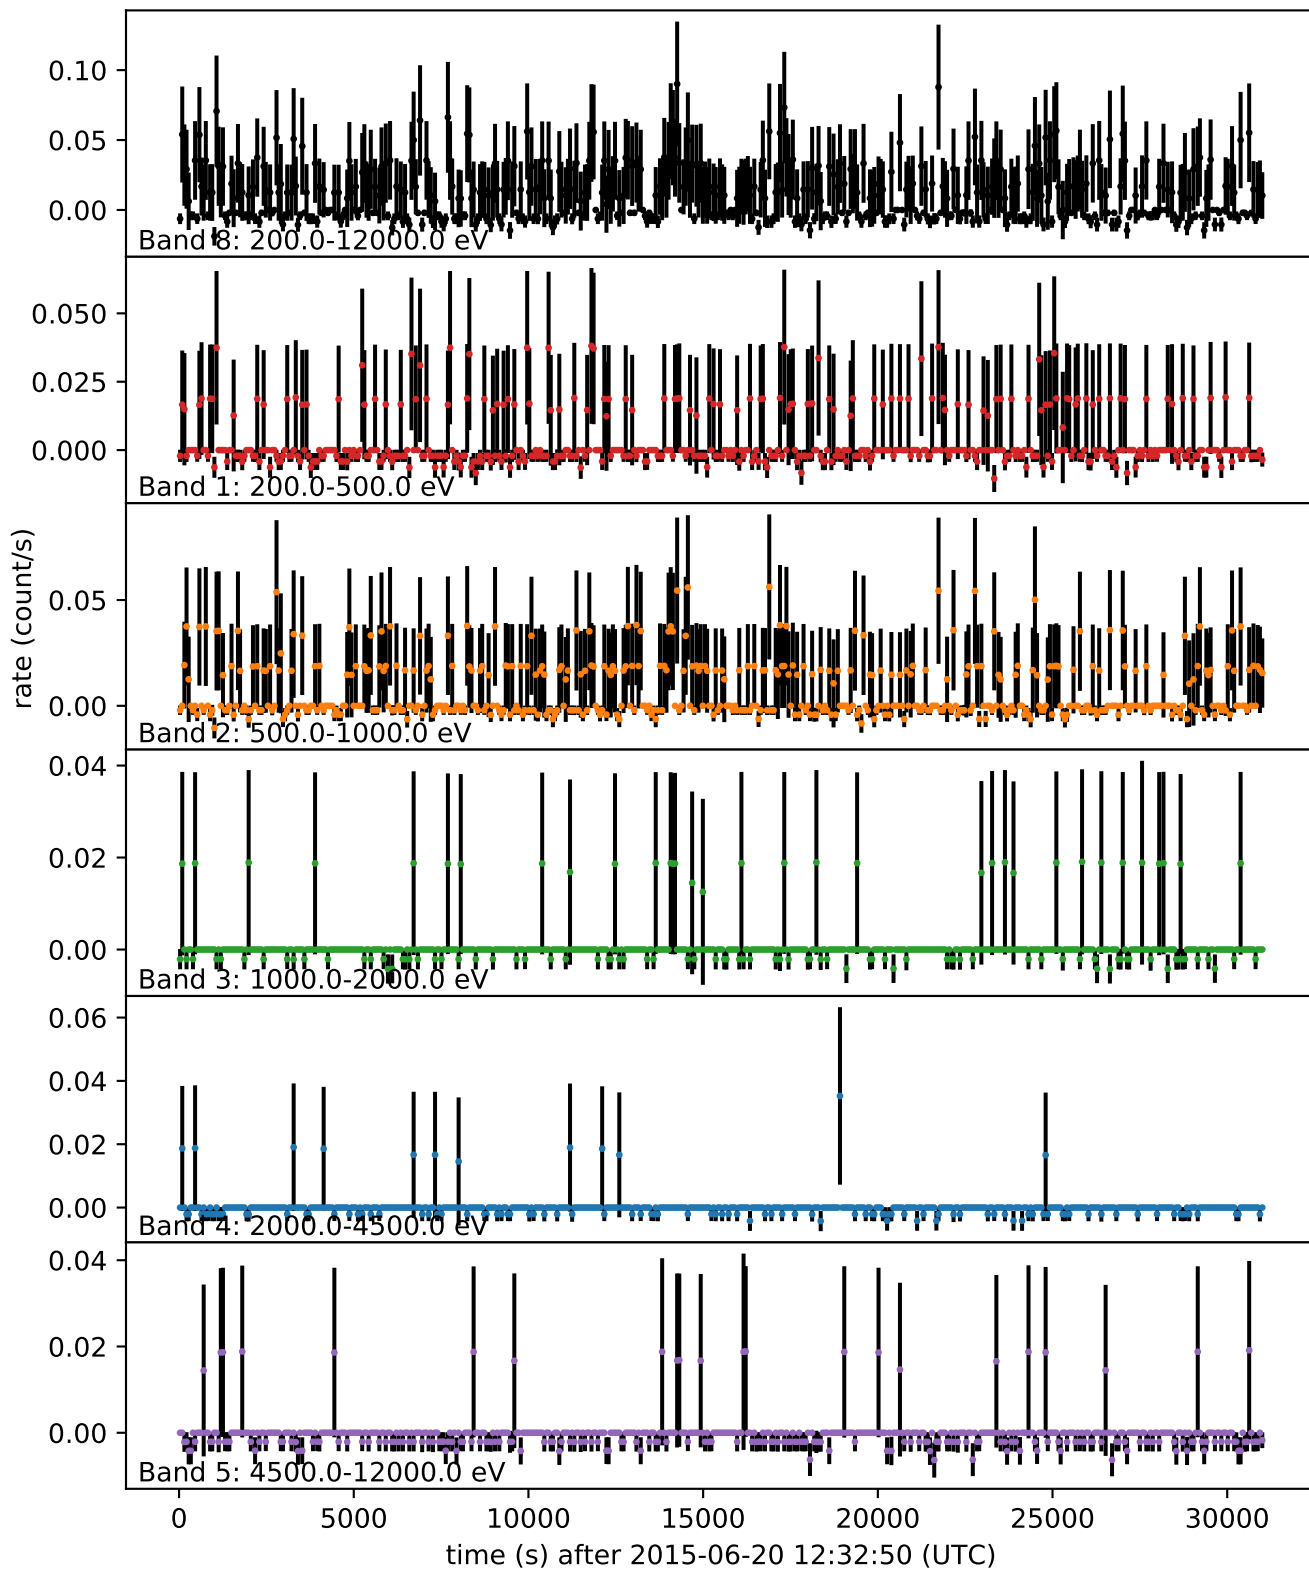 0.10
0.05
0.00
Band 8: 200.0-12000.0 eV
0.050
0.025
0.000
Band 1: 200.0-500.0 eV
rate (count/s)
0.05
0.00
Band 2: 500.0-1000.0 eV
0.04
0.02
0.00
Band 3: 1000.0-2000.0 eV
0.06
0.04
0.02
0.00
Band 4: 2000.0-4500.0 eV
0.04
0.02
0.00
Band 5: 4500.0-12000.0 eV
0 5000 10000 15000 20000 25000 30000
time (s) after 2015-06-20 12:32:50 (UTC)